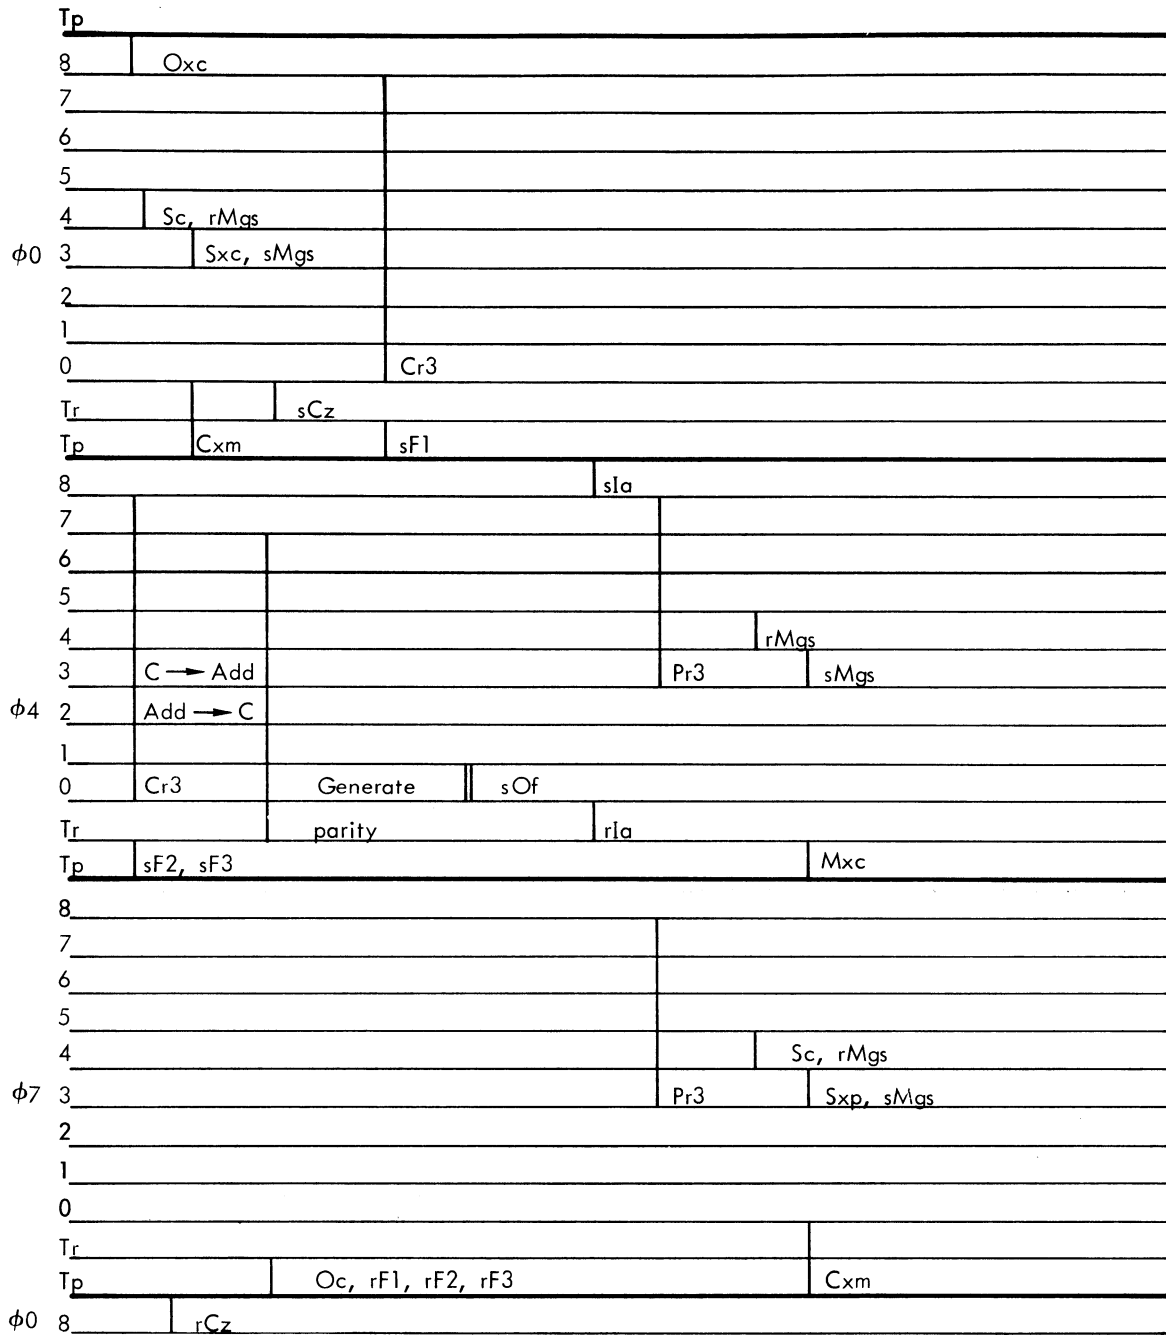 Tp
8 Oxc
7
6
5
4 Sc, rMgs
ϕ0 3 Sxc, sMgs
2
1
0 Cr3
Tr sCz
Tp Cxm sF1
8 sIa
7
6
5
4 rMgs
3 C → Add Pr3 sMgs
ϕ4 2 Add → C
1
0 Cr3 Generate sOf
Tr parity rIa
Tp sF2, sF3 Mxc
8
7
6
5
4 Sc, rMgs
ϕ7 3 Pr3 Sxp, sMgs
2
1
0
Tr
Tp Oc, rF1, rF2, rF3 Cxm
ϕ0 8 rCz